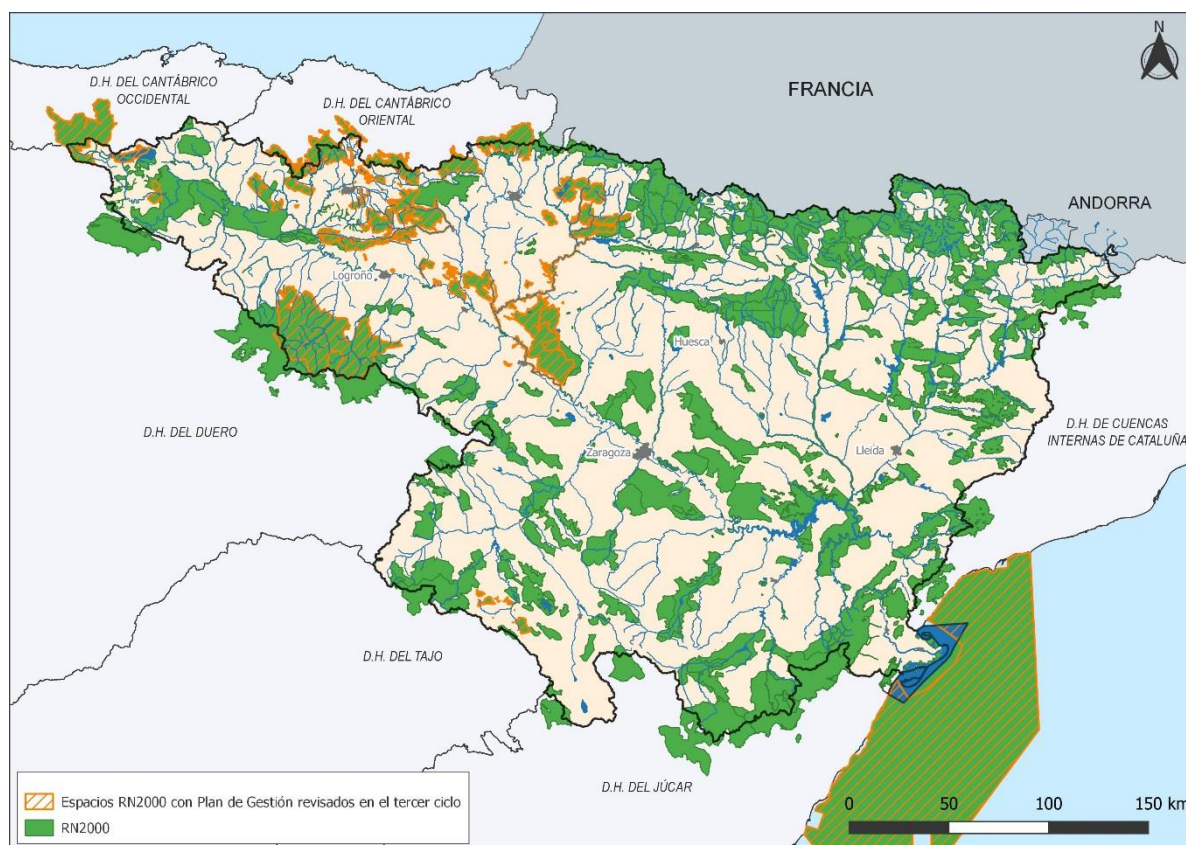 N
D.H. DEL CANTÁBRICO
OCCIDENTAL
D.H. DEL CANTÁBRICO
ORIENTAL
FRANCIA
ANDORRA
Logroño
Huesca
D.H. DEL DUERO
Zaragoza
Lleida
D.H. DE CUENCAS
INTERNAS DE CATALUÑA
D.H. DEL TAJO
D.H. DEL JÚCAR
Espacios RN2000 con Plan de Gestión revisados en el tercer ciclo
RN2000
0 50 100 150 km